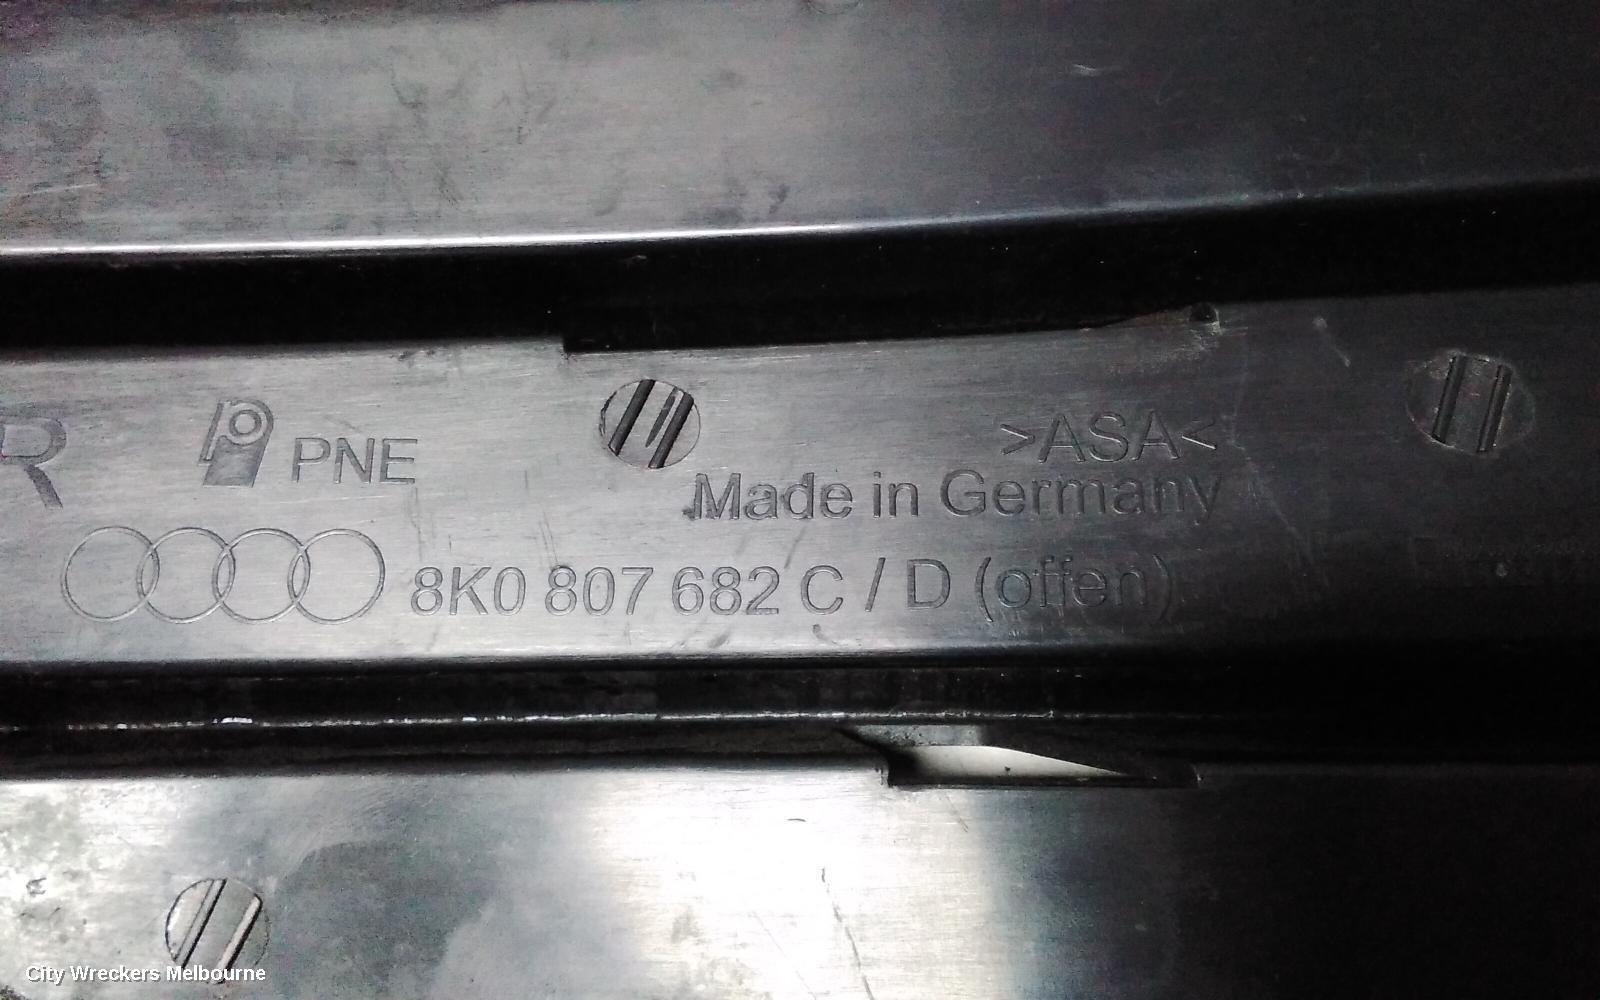 R
PNE
>ASA<
Made in Germany
8K0 807 682 C / D (offen)
City Wreckers Melbourne